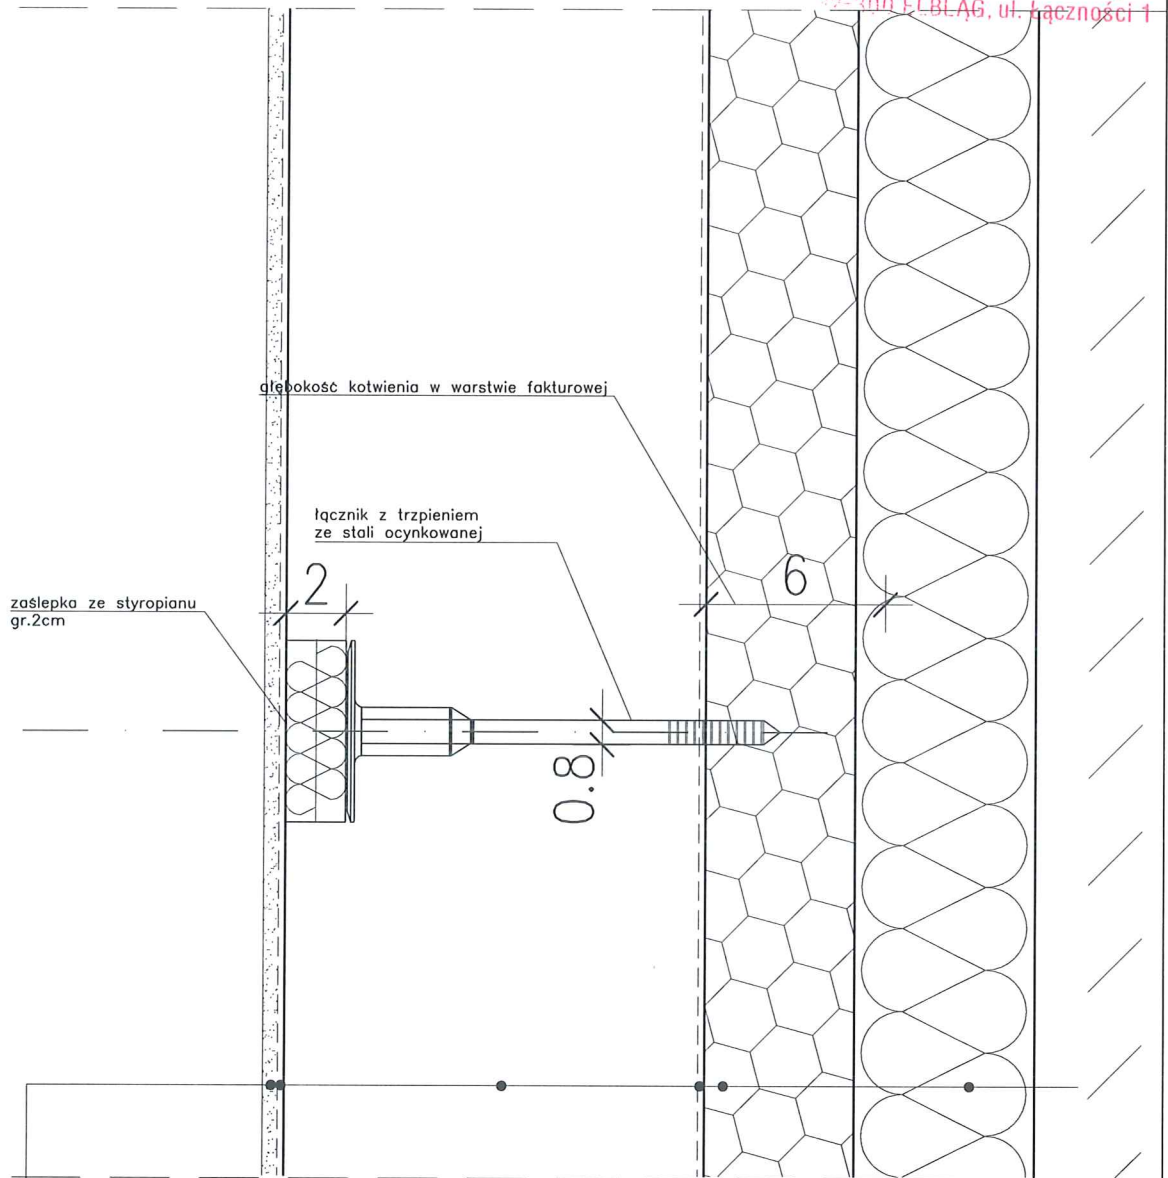 ELBLĄG, ul. Łączności 1
głębokość kotwienia w warstwie fakturowej
łącznik z trzpieniem
ze stali ocynkowanej
2
6
zaślepka ze styropianu
gr.2cm
0.8